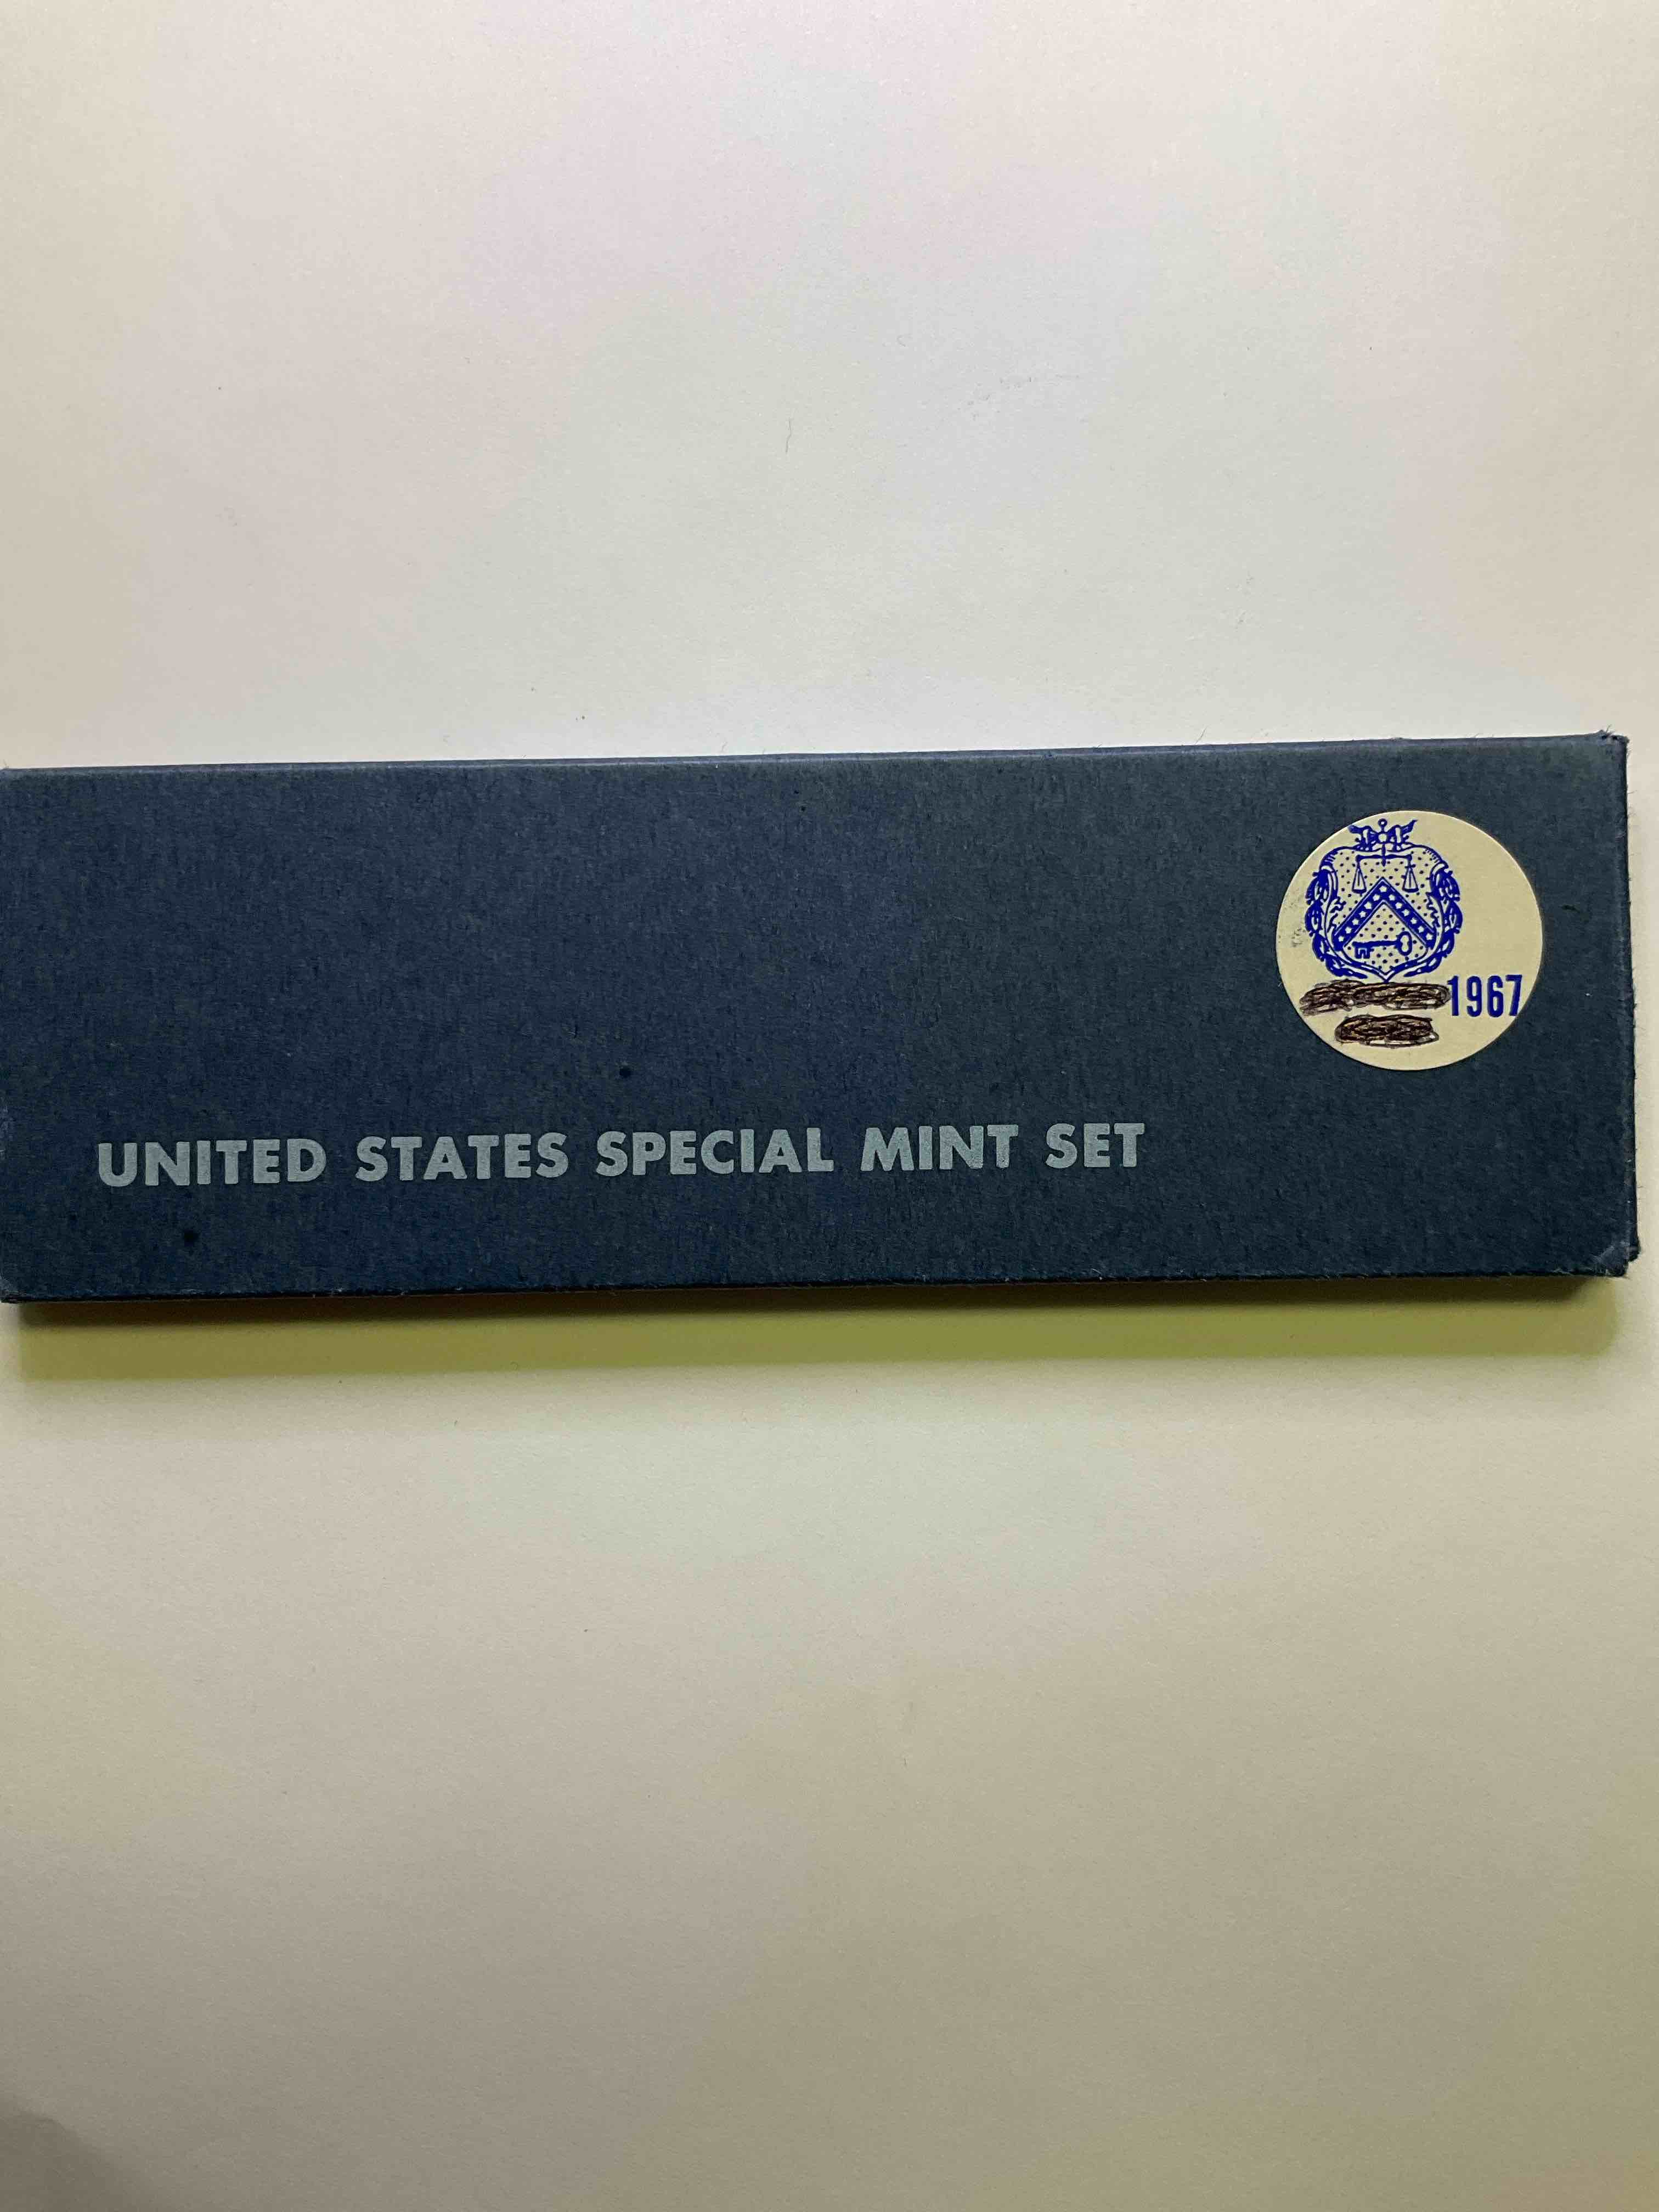 1967
UNITED STATES SPECIAL MINT SET